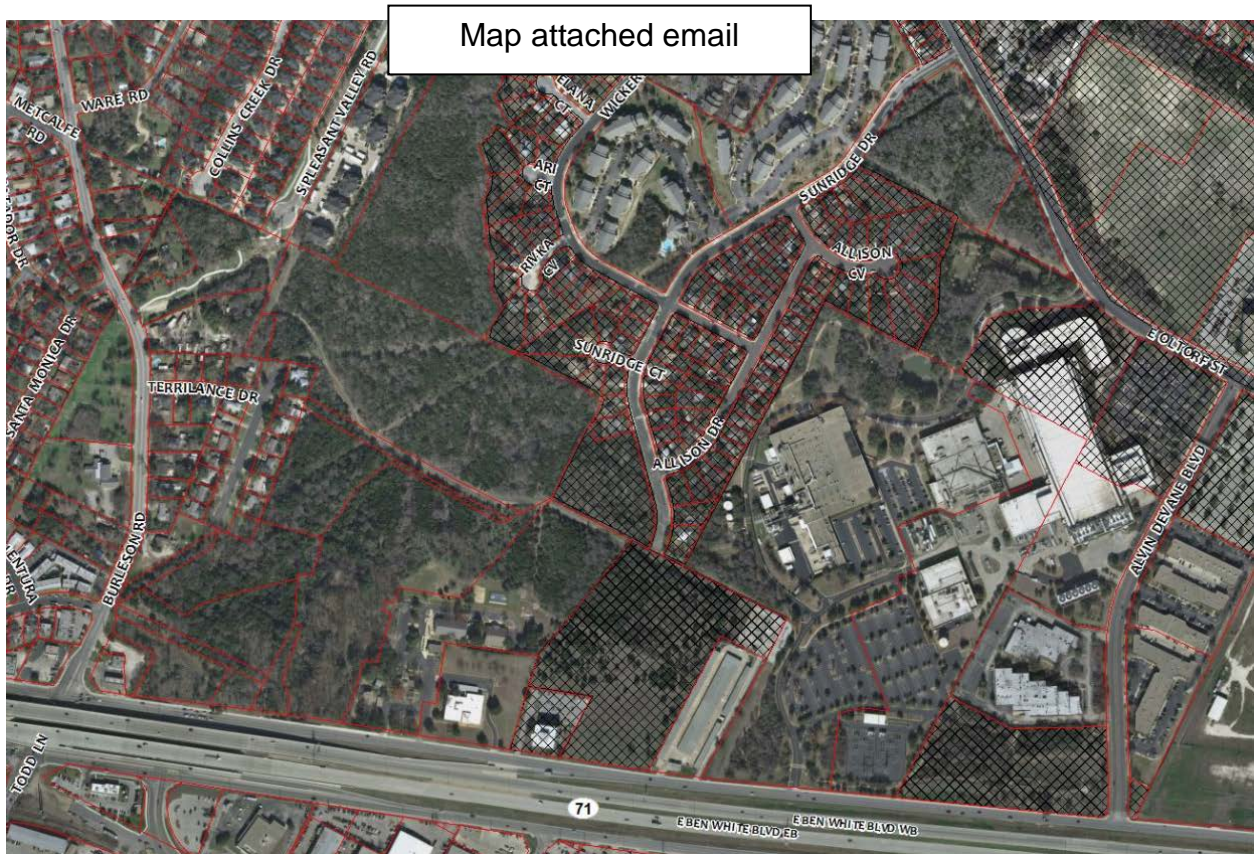 Map attached email
WARE RD
METCALFE RD
COLLINS CREEK DR
S PLEASANT VALLEY RD
CT
WICKER
ARI CT
RIVKA CV
SUNRIDGE DR
ALLISON CV
SANTA MONICA DR
TERRILANCE DR
SUNRIDGE CT
ALLISON DR
E OLTORF ST
ALVIN DEVANE BLVD
BURLESON RD
TODD LN
71
E BEN WHITE BLVD EB
E BEN WHITE BLVD WB